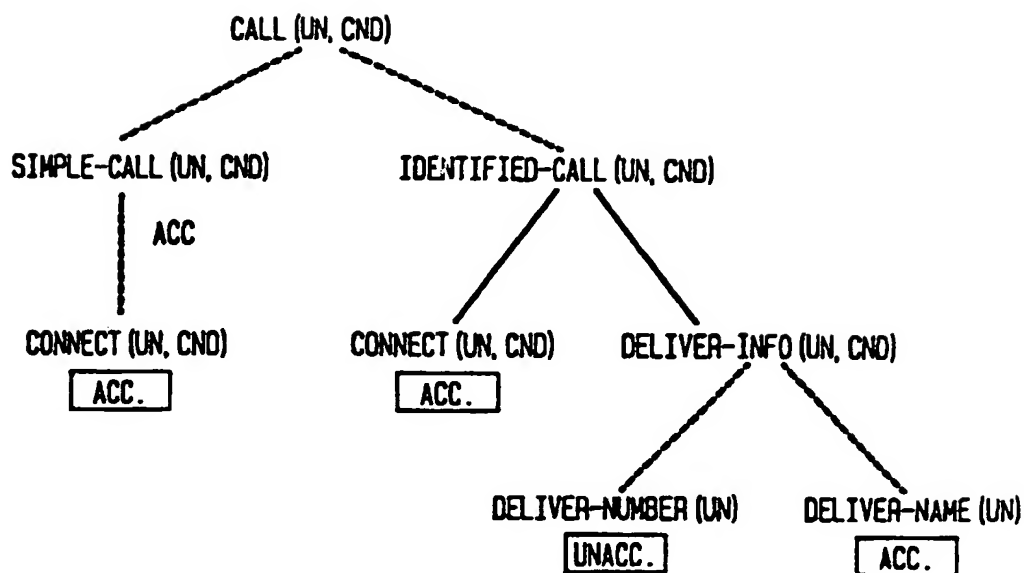 CALL (UN, CND)
SIMPLE-CALL (UN, CND) IDENTIFIED-CALL (UN, CND)
ACC
CONNECT (UN, CND) CONNECT (UN, CND) DELIVER-INFO (UN, CND)
ACC. ACC.
DELIVER-NUMBER (UN) DELIVER-NAME (UN)
UNACC. ACC.